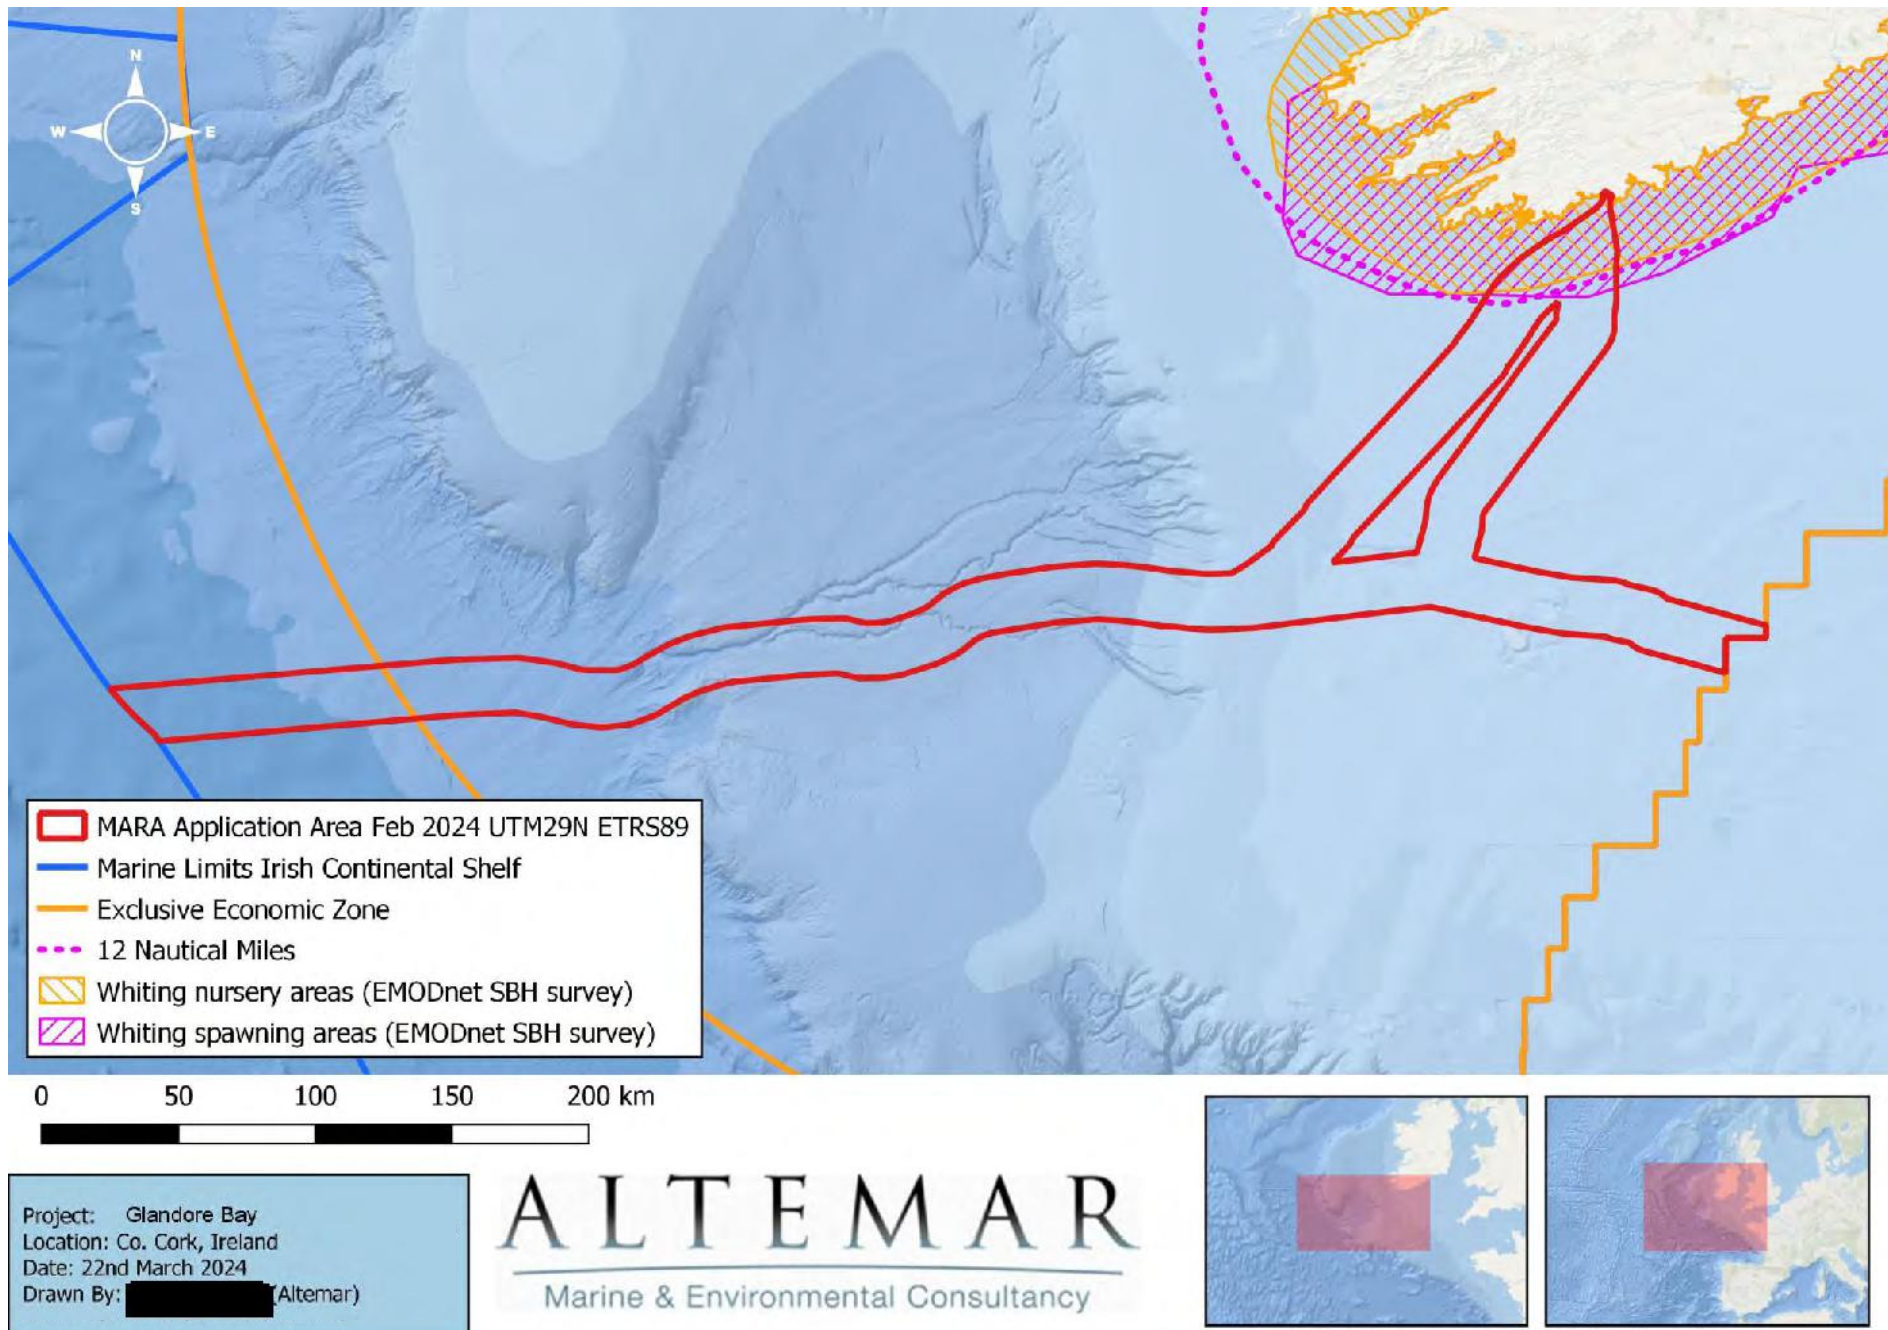 N
W
E
S
MARA Application Area Feb 2024 UTM29N ETRS89
Marine Limits Irish Continental Shelf
Exclusive Economic Zone
12 Nautical Miles
Whiting nursery areas (EMODnet SBH survey)
Whiting spawning areas (EMODnet SBH survey)
0 50 100 150 200 km
Project: Glandore Bay
Location: Co. Cork, Ireland
Date: 22nd March 2024
Drawn By: (Altemar)
ALTEMAR
Marine & Environmental Consultancy